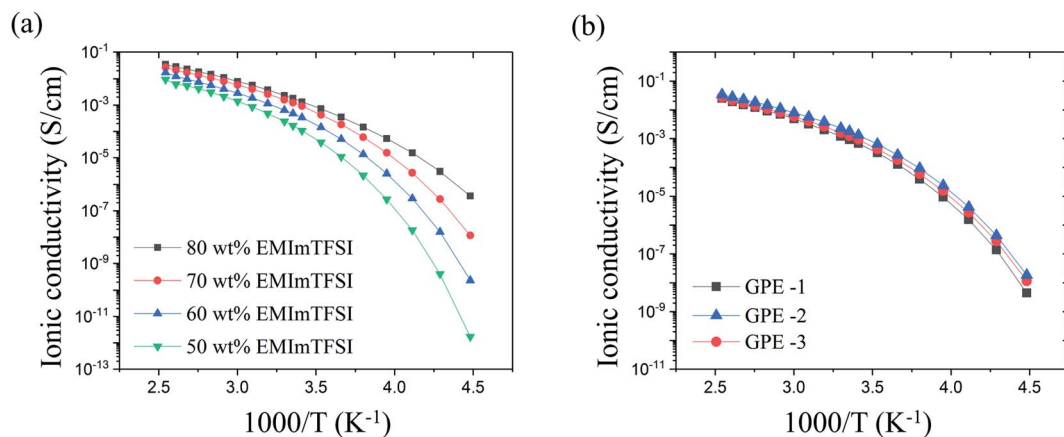 (a)
Ionic conductivity (S/cm)
10⁻¹
10⁻³
10⁻⁵
10⁻⁷
10⁻⁹
10⁻¹¹
10⁻¹³
80 wt% EMImTFSI
70 wt% EMImTFSI
60 wt% EMImTFSI
50 wt% EMImTFSI
2.5 3.0 3.5 4.0 4.5
1000/T (K⁻¹)
(b)
Ionic conductivity (S/cm)
10⁻¹
10⁻³
10⁻⁵
10⁻⁷
10⁻⁹
10⁻¹¹
GPE -1
GPE -2
GPE -3
2.5 3.0 3.5 4.0 4.5
1000/T (K⁻¹)